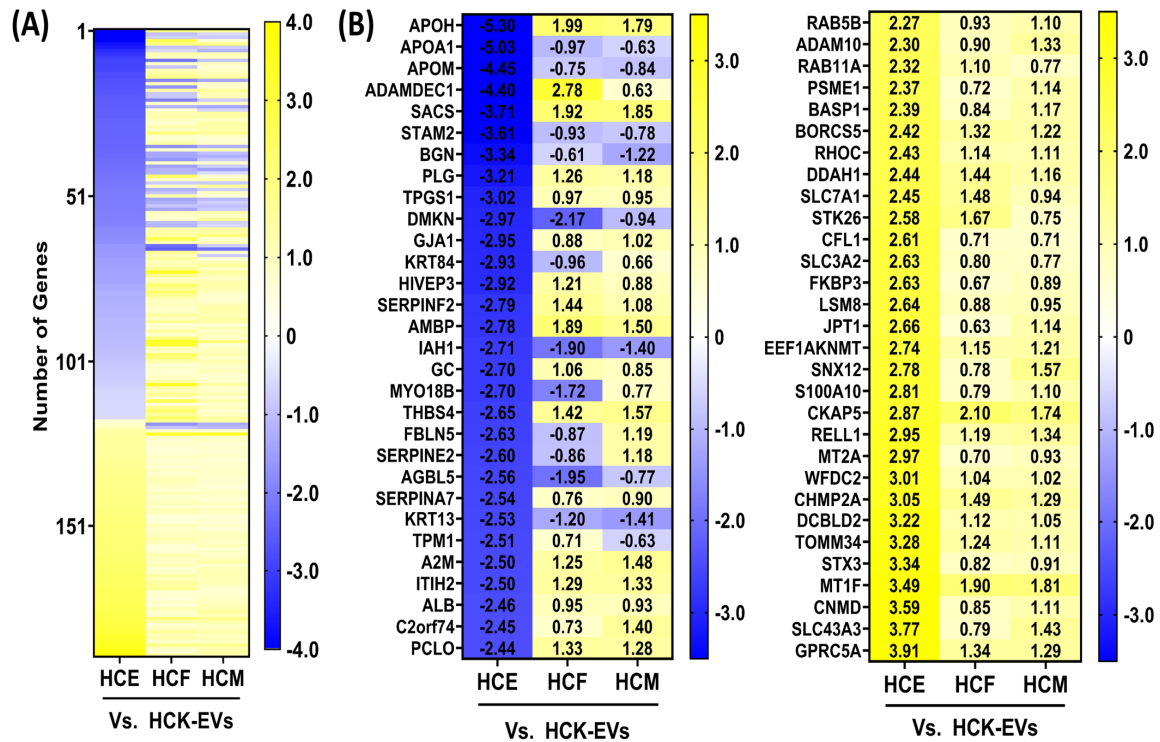 (A)
1
51
101
151
Number of Genes
HCE HCF HCM
Vs. HCK-EVs
4.0
3.0
2.0
1.0
0
-1.0
-2.0
-3.0
-4.0
(B)
APOH -5.30 1.99 1.79
APOA1 -5.03 -0.97 -0.63
APOM -4.45 -0.75 -0.84
ADAMDEC1 -4.40 2.78 0.63
SACS -3.71 1.92 1.85
STAM2 -3.61 -0.93 -0.78
BGN -3.34 -0.61 -1.22
PLG -3.21 1.26 1.18
TPGS1 -3.02 0.97 0.95
DMKN -2.97 -2.17 -0.94
GJA1 -2.95 0.88 1.02
KRT84 -2.93 -0.96 0.66
HIVEP3 -2.92 1.21 0.88
SERPINF2 -2.79 1.44 1.08
AMBP -2.78 1.89 1.50
IAH1 -2.71 -1.90 -1.40
GC -2.70 1.06 0.85
MYO18B -2.70 -1.72 0.77
THBS4 -2.65 1.42 1.57
FBLN5 -2.63 -0.87 1.19
SERPINE2 -2.60 -0.86 1.18
AGBL5 -2.56 -1.95 -0.77
SERPINA7 -2.54 0.76 0.90
KRT13 -2.53 -1.20 -1.41
TPM1 -2.51 0.71 -0.63
A2M -2.50 1.25 1.48
ITIH2 -2.50 1.29 1.33
ALB -2.46 0.95 0.93
C2orf74 -2.45 0.73 1.40
PCLO -2.44 1.33 1.28
HCE HCF HCM
Vs. HCK-EVs
3.0
2.0
1.0
0
-1.0
-2.0
-3.0
RAB5B 2.27 0.93 1.10
ADAM10 2.30 0.90 1.33
RAB11A 2.32 1.10 0.77
PSME1 2.37 0.72 1.14
BASP1 2.39 0.84 1.17
BORCS5 2.42 1.32 1.22
RHOC 2.43 1.14 1.11
DDAH1 2.44 1.44 1.16
SLC7A1 2.45 1.48 0.94
STK26 2.58 1.67 0.75
CFL1 2.61 0.71 0.71
SLC3A2 2.63 0.80 0.77
FKBP3 2.63 0.67 0.89
LSM8 2.64 0.88 0.95
JPT1 2.66 0.63 1.14
EEF1AKNMT 2.74 1.15 1.21
SNX12 2.78 0.78 1.57
S100A10 2.81 0.79 1.10
CKAP5 2.87 2.10 1.74
RELL1 2.95 1.19 1.34
MT2A 2.97 0.70 0.93
WFDC2 3.01 1.04 1.02
CHMP2A 3.05 1.49 1.29
DCBLD2 3.22 1.12 1.05
TOMM34 3.28 1.24 1.11
STX3 3.34 0.82 0.91
MT1F 3.49 1.90 1.81
CNMD 3.59 0.85 1.11
SLC43A3 3.77 0.79 1.43
GPRC5A 3.91 1.34 1.29
HCE HCF HCM
Vs. HCK-EVs
3.0
2.0
1.0
0
-1.0
-2.0
-3.0